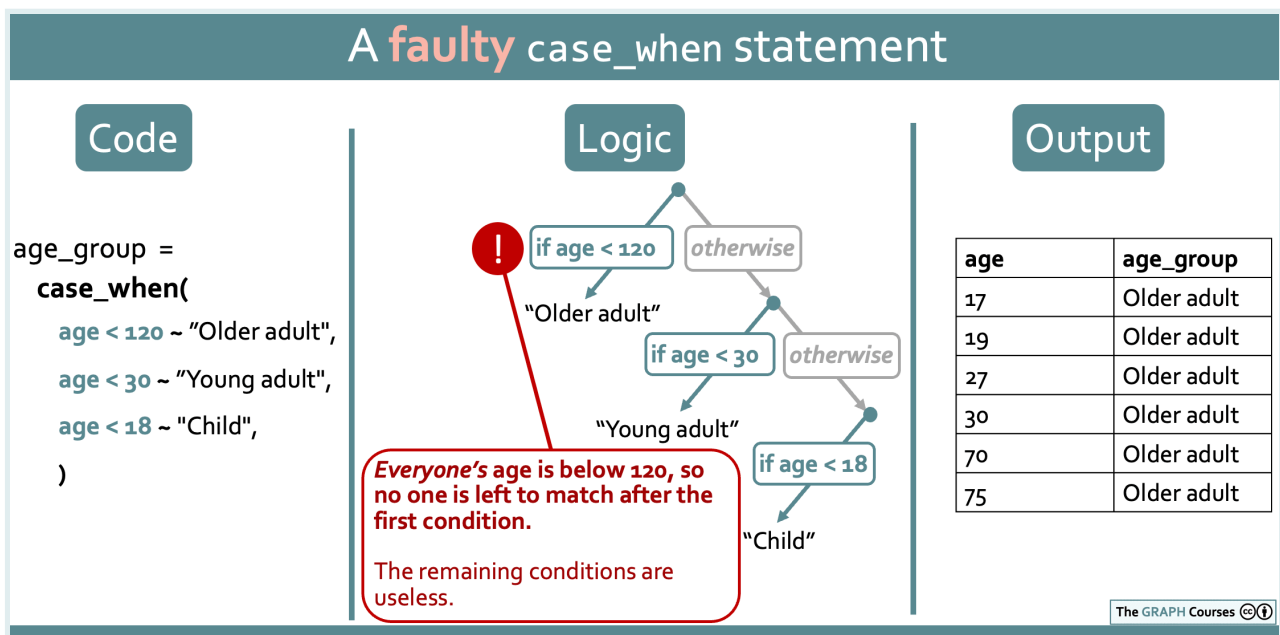 A faulty case_when statement
Code
age_group =
case_when(
age < 120 ~ "Older adult",
age < 30 ~ "Young adult",
age < 18 ~ "Child",
)
Logic
!
if age < 120
otherwise
“Older adult”
if age < 30
otherwise
“Young adult”
if age < 18
“Child”
Everyone’s age is below 120, so
no one is left to match after the
first condition.
The remaining conditions are
useless.
Output
age age_group
17 Older adult
19 Older adult
27 Older adult
30 Older adult
70 Older adult
75 Older adult
The GRAPH Courses cc